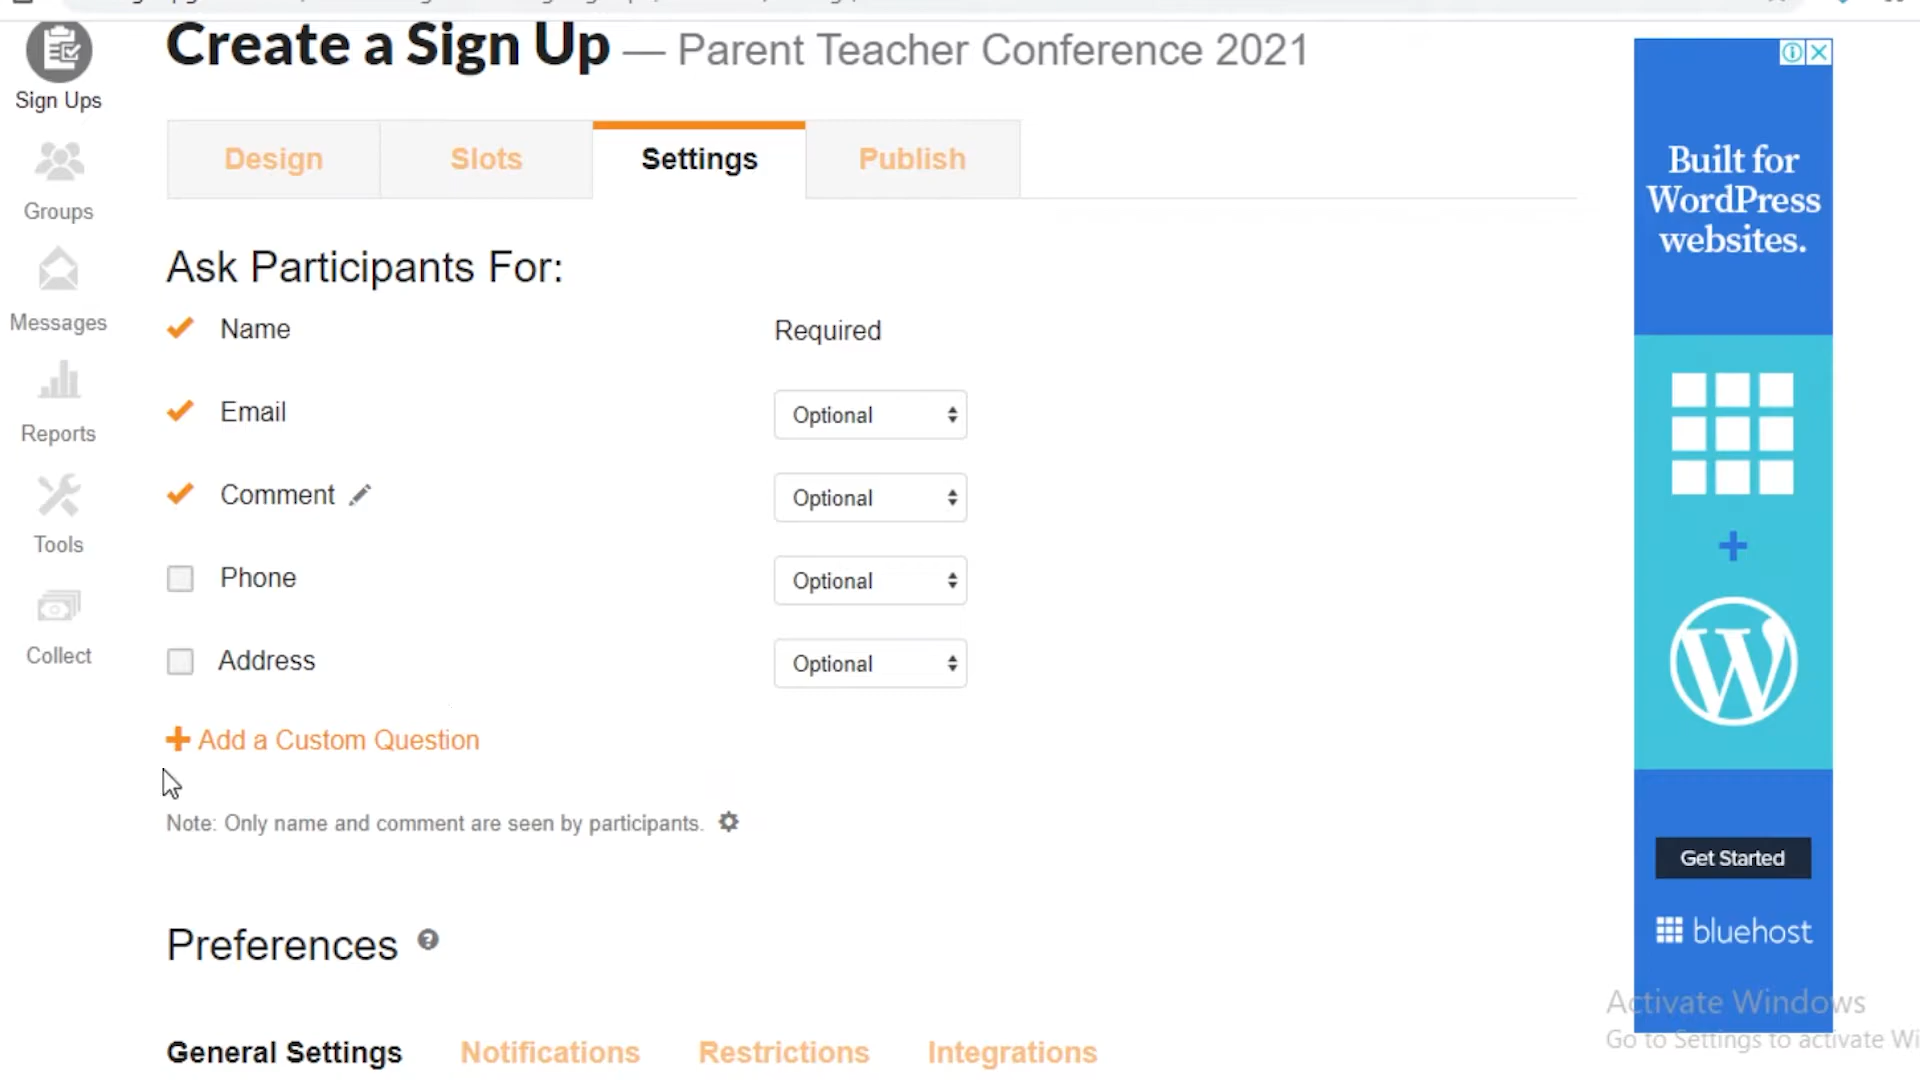 Create a Sign Up — Parent Teacher Conference 2021
Sign Ups
Groups
Messages
Reports
Tools
Collect
Design
Slots
Settings
Publish
Ask Participants For:
Name
Required
Email
Optional
Comment
Optional
Phone
Optional
Address
Optional
+ Add a Custom Question
Note: Only name and comment are seen by participants.
Preferences ?
General Settings
Notifications
Restrictions
Integrations
Built for
WordPress
websites.
+
Get Started
bluehost
Activate Windows
Go to Settings to activate Wi